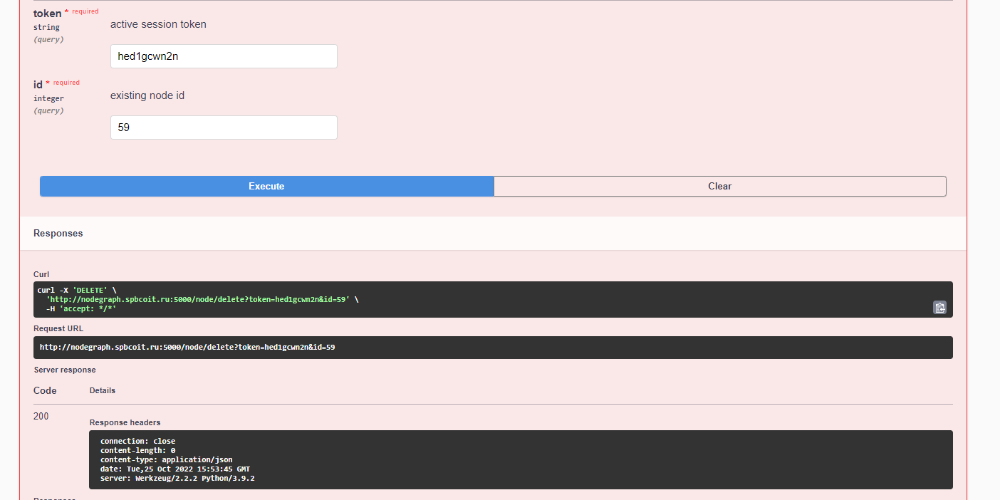 token * required
string
(query)
active session token
hed1gcwn2n
id * required
integer
(query)
existing node id
59
Execute
Clear
Responses
Curl
curl -X 'DELETE' \
'http://nodegraph.spbcoit.ru:5000/node/delete?token=hed1gcwn2n&id=59' \
-H 'accept: */*'
Request URL
http://nodegraph.spbcoit.ru:5000/node/delete?token=hed1gcwn2n&id=59
Server response
Code
Details
200
Response headers
connection: close
content-length: 0
content-type: application/json
date: Tue,25 Oct 2022 15:53:45 GMT
server: Werkzeug/2.2.2 Python/3.9.2
Responses